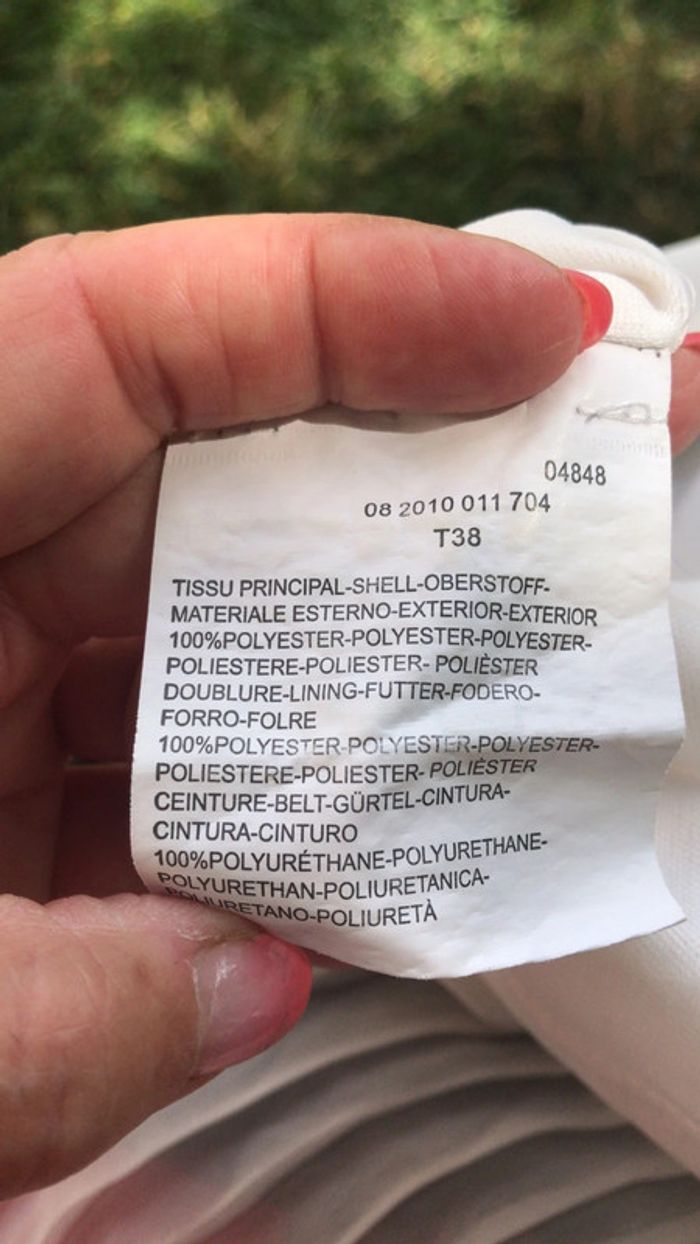 04848
08 2010 011 704
T38
TISSU PRINCIPAL-SHELL-OBERSTOFF-
MATERIALE ESTERNO-EXTERIOR-EXTERIOR
100%POLYESTER-POLYESTER-POLYESTER-
POLIESTERE-POLIESTER- POLIÈSTER
DOUBLURE-LINING-FUTTER-FODERO-
FORRO-FOLRE
100%POLYESTER-POLYESTER-POLYESTER-
POLIESTERE-POLIESTER- POLIÈSTER
CEINTURE-BELT-GÜRTEL-CINTURA-
CINTURA-CINTURO
100%POLYURÉTHANE-POLYURETHANE-
POLYURETHAN-POLIURETANICA-
POLIURETANO-POLIURETÀ